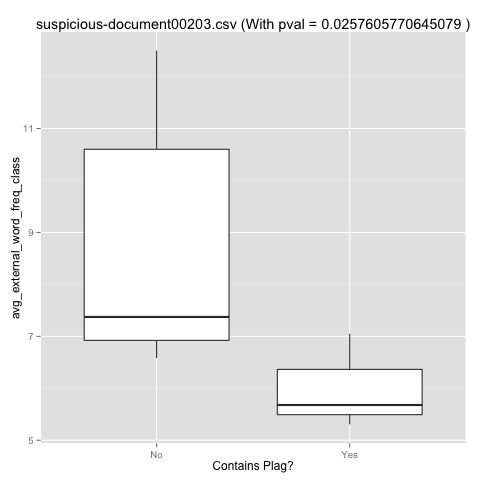 suspicious-document00203.csv (With pval = 0.0257605770645079 )
avg_external_word_freq_class
11
9
7
5
No
Yes
Contains Plag?